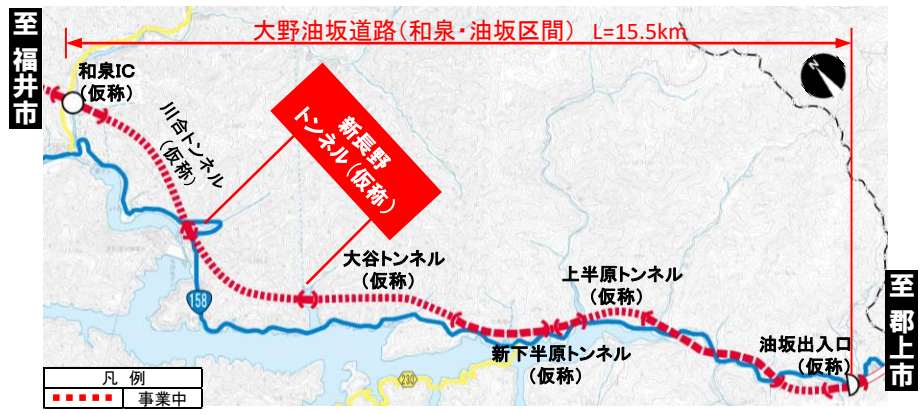 至 福井市
大野油坂道路(和泉・油坂区間) L=15.5km
N
和泉IC
(仮称)
川合トンネル
(仮称)
新長野
トンネル(仮称)
大谷トンネル
(仮称)
上半原トンネル
(仮称)
158
至 郡上市
新下半原トンネル
(仮称)
油坂出入口
(仮称)
230
凡 例
事業中